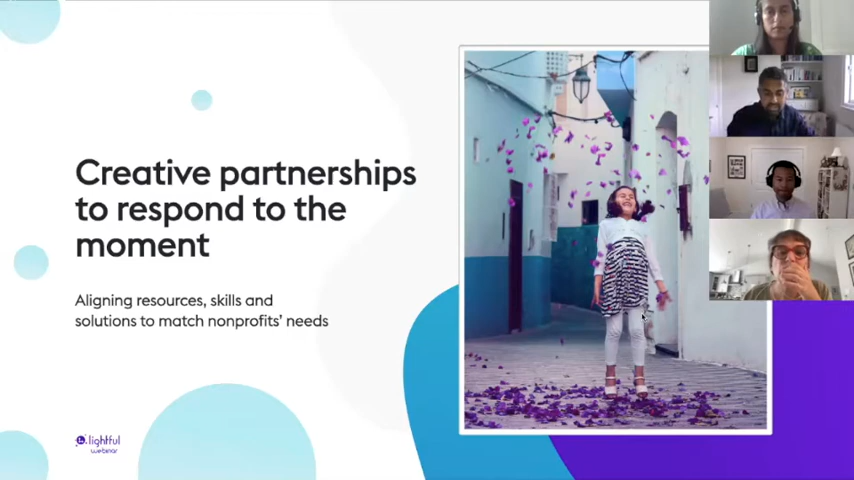 Creative partnerships
to respond to the
moment
Aligning resources, skills and
solutions to match nonprofits' needs
lightful
webinar